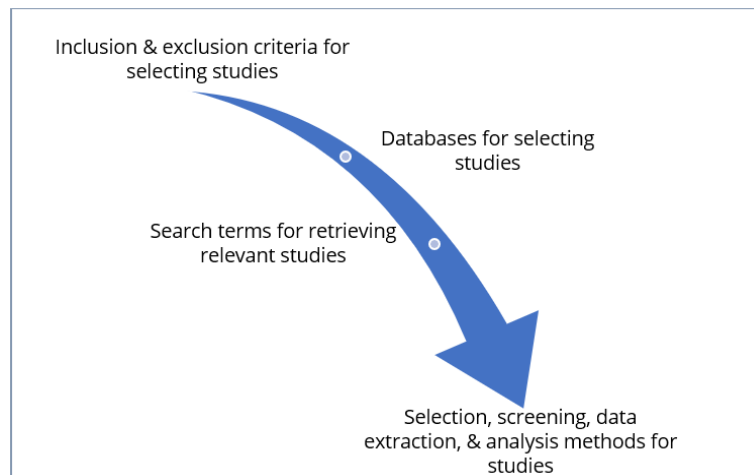 Inclusion & exclusion criteria for
selecting studies
Databases for selecting
studies
Search terms for retrieving
relevant studies
Selection, screening, data
extraction, & analysis methods for
studies